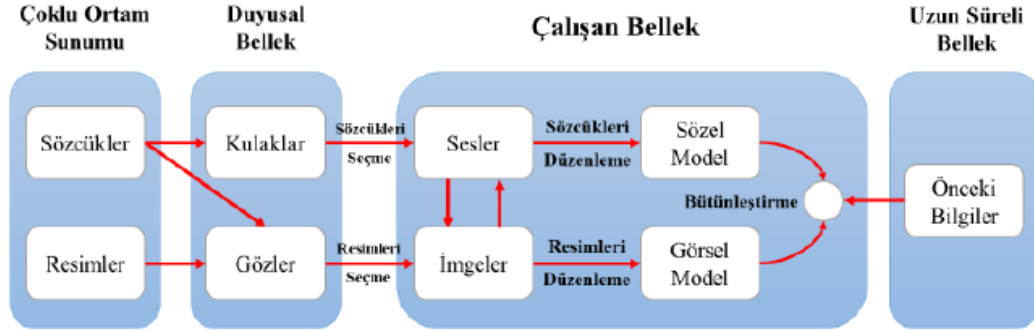 Çoklu Ortam
Sunumu
Duyusal
Bellek
Çalışan Bellek
Uzun Süreli
Bellek
Sözcükler
Kulaklar
Sözcükleri
Seçme
Sesler
Sözcükleri
Düzenleme
Sözel
Model
Bütünleştirme
Önceki
Bilgiler
Resimler
Gözler
Resimleri
Seçme
İmgeler
Resimleri
Düzenleme
Görsel
Model